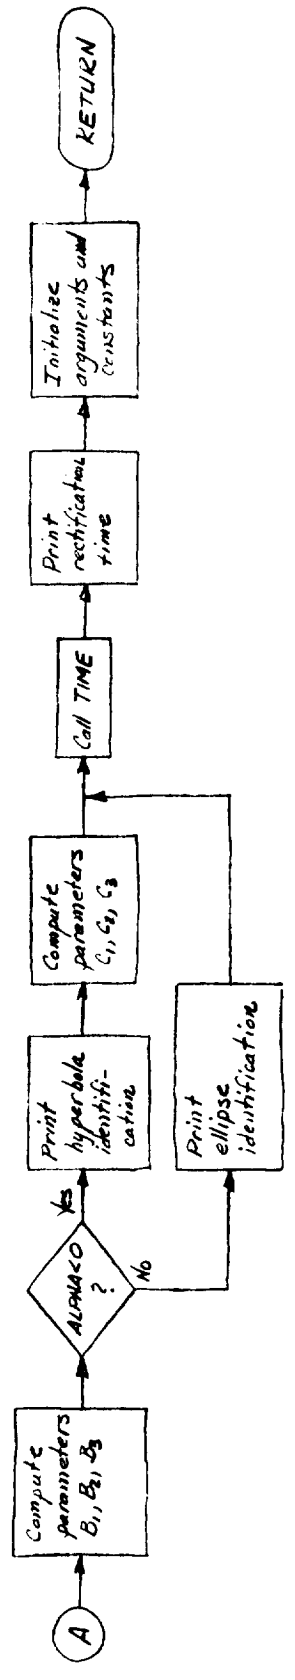 A
Compute
parameters
B1, B2, B3
ALPHA<0
?
Yes
No
Print
hyperbola
identifi-
cation
Print
ellipse
identification
Compute
parameters
C1, C2, C3
Call TIME
Print
rectification
time
Initialize
arguments and
constants
RETURN